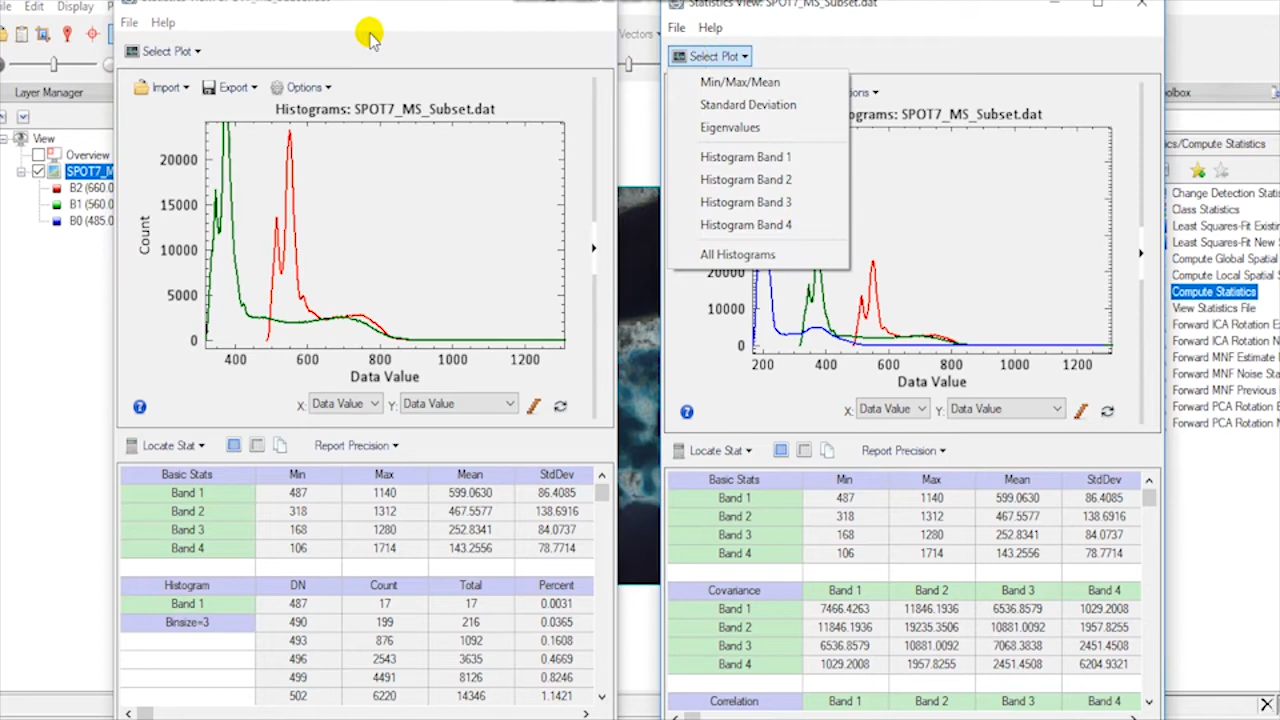 Edit Display
File Help
Select Plot
Import Export Options
Histograms: SPOT7_MS_Subset.dat
20000
15000
10000
5000
0
Count
400 600 800 1000 1200
Data Value
X: Data Value Y: Data Value
Locate Stat Report Precision
Basic Stats Min Max Mean StdDev
Band 1 487 1140 599.0630 86.4085
Band 2 318 1312 467.5577 138.6916
Band 3 168 1280 252.8341 84.0737
Band 4 106 1714 143.2556 78.7714
Histogram DN Count Total Percent
Band 1 487 17 17 0.0031
Binsize=3 490 199 216 0.0365
493 876 1092 0.1608
496 2543 3635 0.4669
499 4491 8126 0.8246
502 6220 14346 1.1421
Layer Manager
View
Overview
SPOT7_M
B2 (660.0
B1 (560.0
B0 (485.0
Vectors
Statistics View: SPOT7_MS_Subset.dat
File Help
Select Plot
Min/Max/Mean
Standard Deviation
Eigenvalues
Histogram Band 1
Histogram Band 2
Histogram Band 3
Histogram Band 4
All Histograms
ons
ograms: SPOT7_MS_Subset.dat
20000
10000
0
200 400 600 800 1000 1200
Data Value
X: Data Value Y: Data Value
Locate Stat Report Precision
Basic Stats Min Max Mean StdDev
Band 1 487 1140 599.0630 86.4085
Band 2 318 1312 467.5577 138.6916
Band 3 168 1280 252.8341 84.0737
Band 4 106 1714 143.2556 78.7714
Covariance Band 1 Band 2 Band 3 Band 4
Band 1 7466.4263 11846.1936 6536.8579 1029.2008
Band 2 11846.1936 19235.3506 10881.0092 1957.8255
Band 3 6536.8579 10881.0092 7068.3838 2451.4508
Band 4 1029.2008 1957.8255 2451.4508 6204.9321
Correlation Band 1 Band 2 Band 3 Band 4
olbox
cs/Compute Statistics
Change Detection Statis
Class Statistics
Least Squares-Fit Existin
Least Squares-Fit New S
Compute Global Spatial
Compute Local Spatial S
Compute Statistics
View Statistics File
Forward ICA Rotation E
Forward ICA Rotation N
Forward MNF Estimate N
Forward MNF Noise Sta
Forward MNF Previous
Forward PCA Rotation E
Forward PCA Rotation N